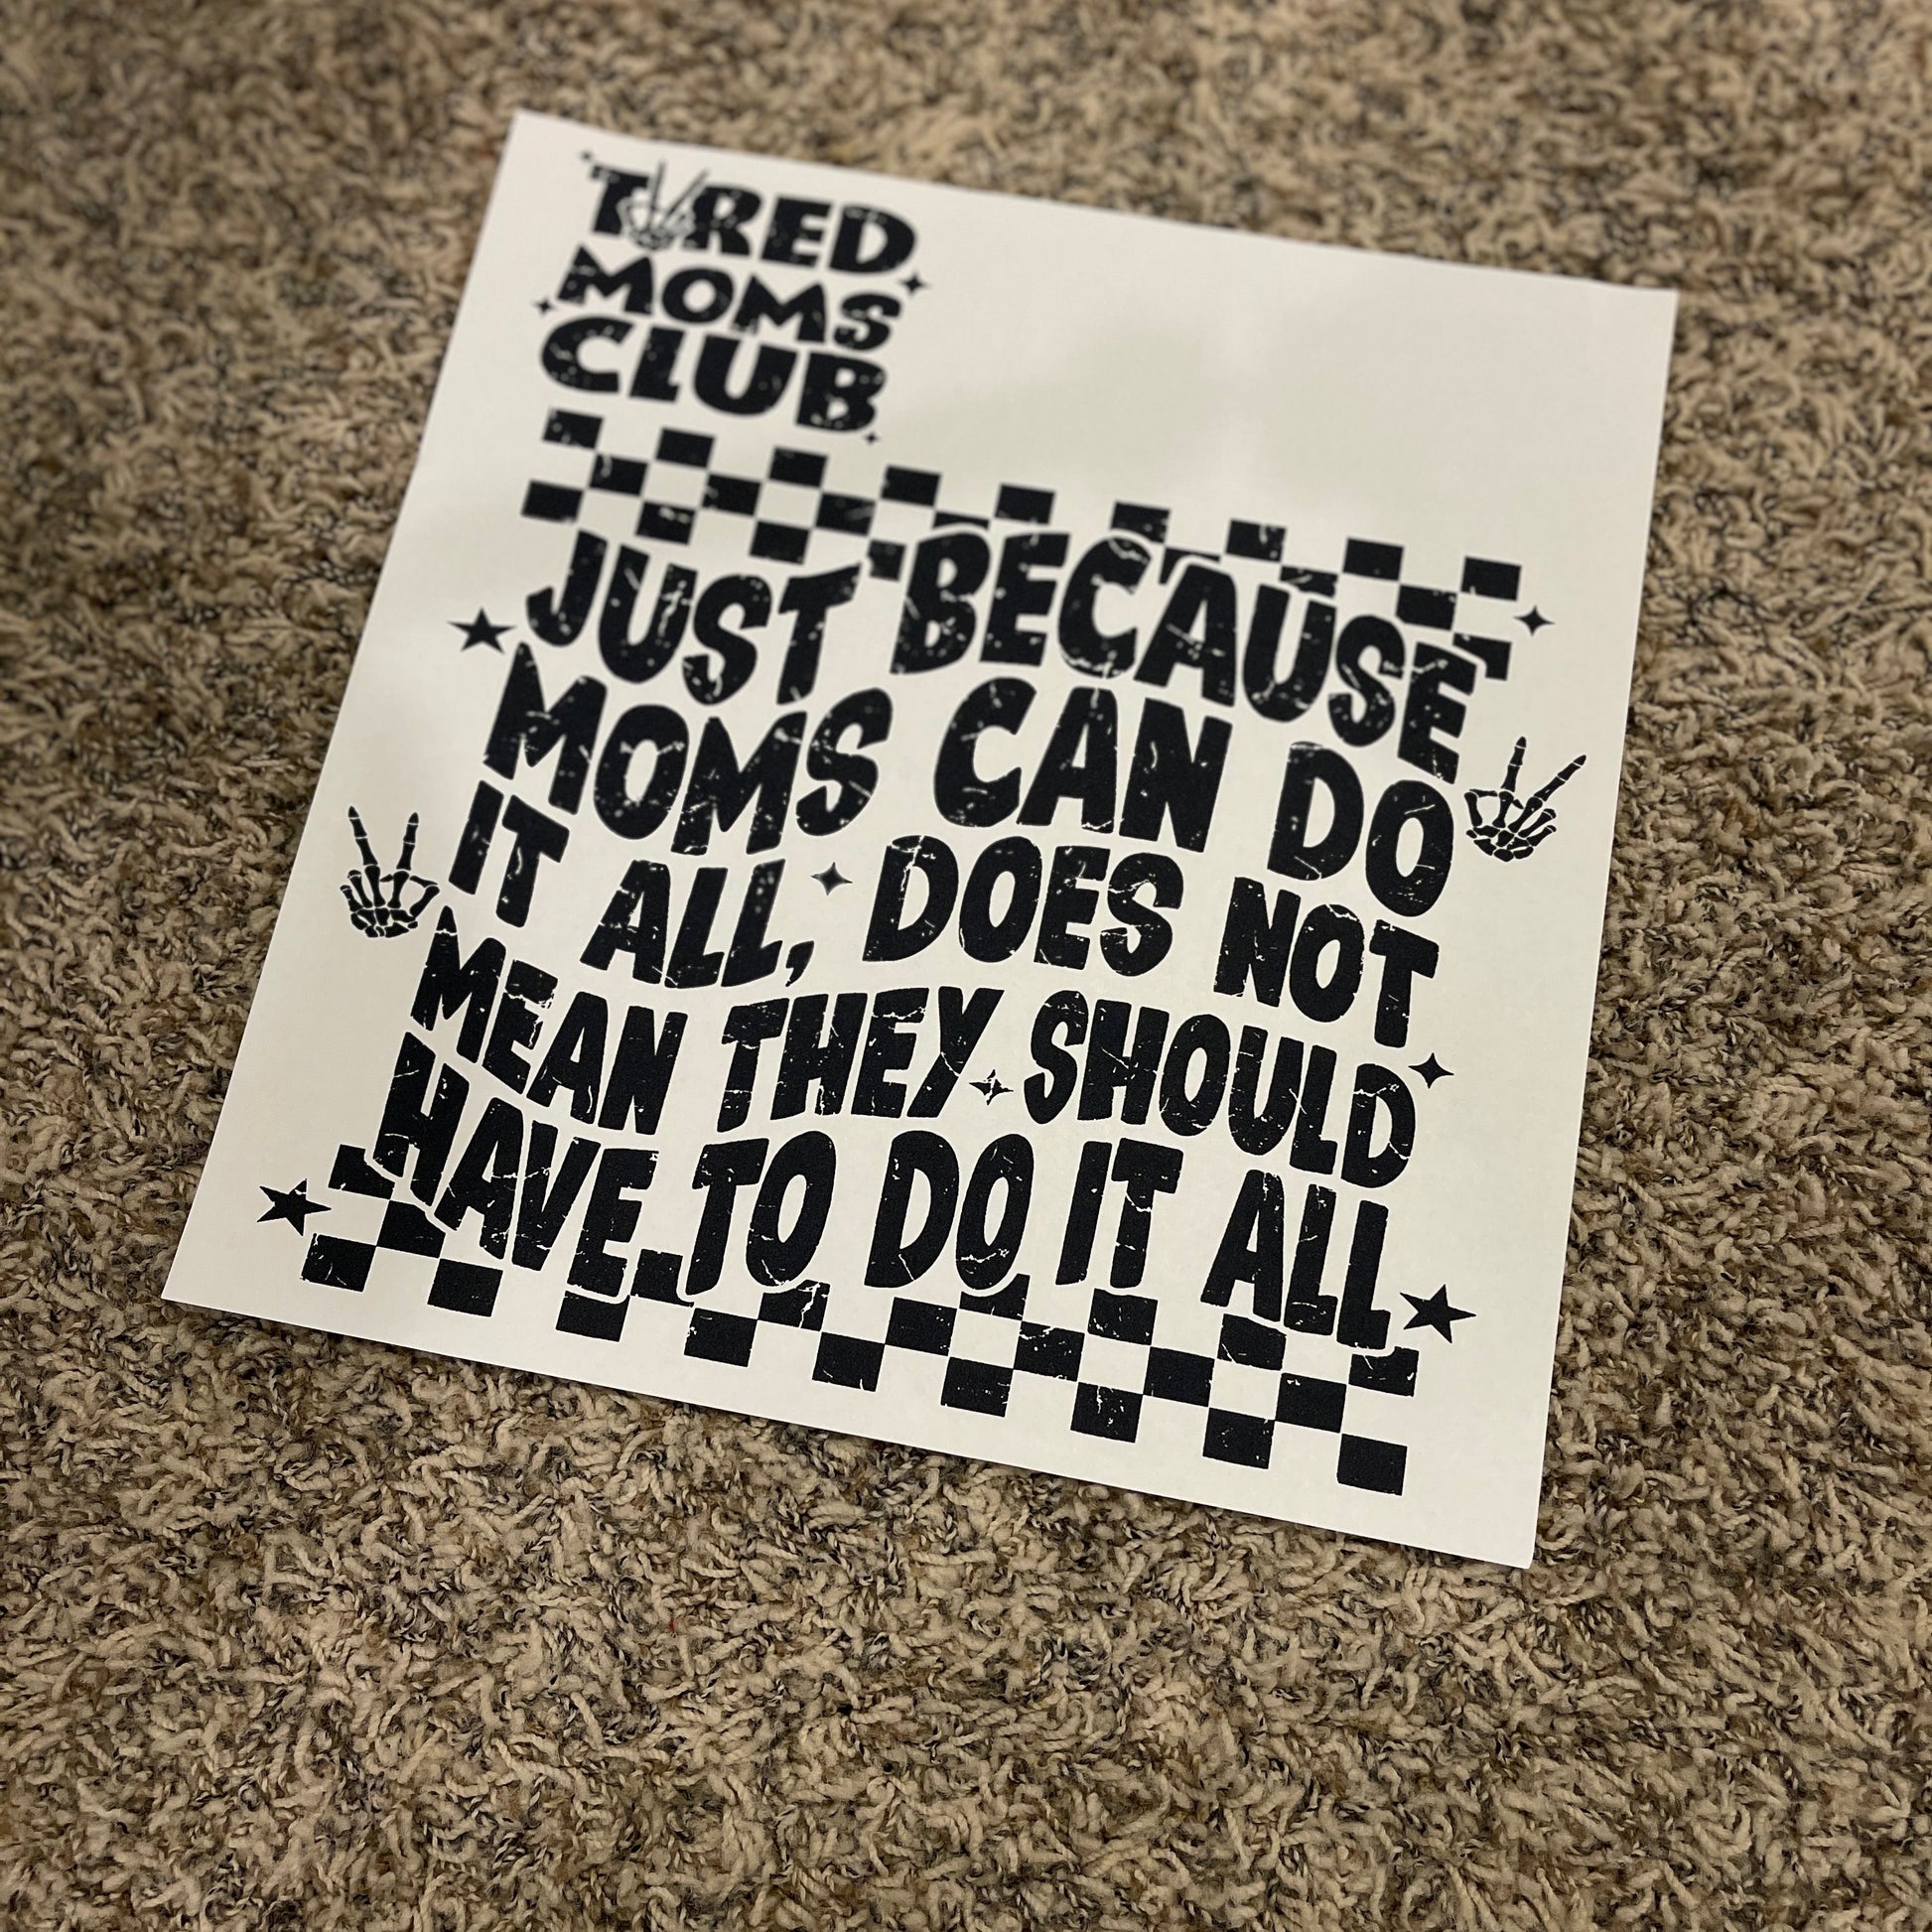 TIRED
MOMS
CLUB
JUST BECAUSE
MOMS CAN DO
IT ALL, DOES NOT
MEAN THEY SHOULD
HAVE TO DO IT ALL